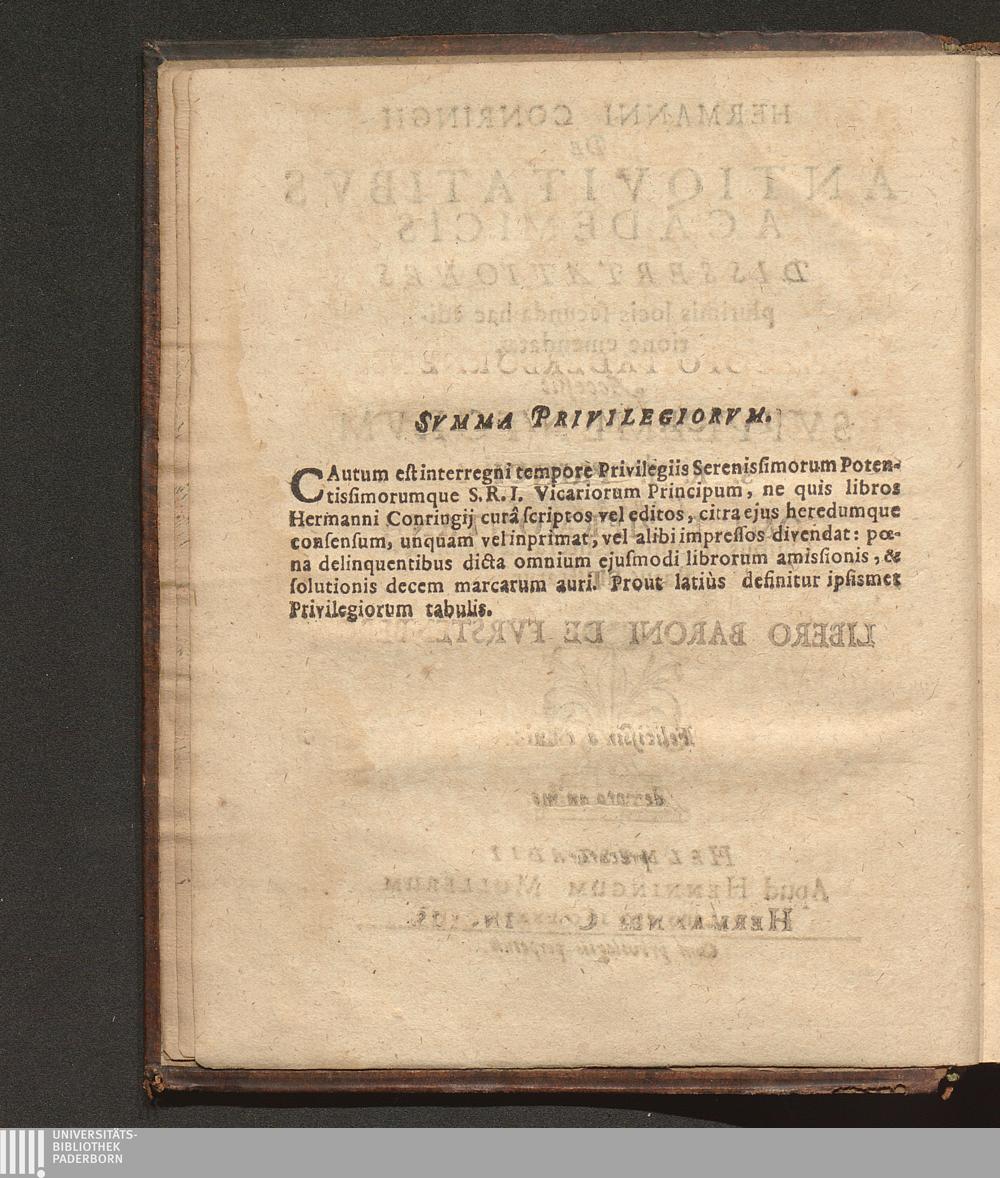 SVMMA PRIVILEGIORVM.
CAutum est interregni tempore Privilegiis Serenissimorum Poten-
tissimorumque S. R. I. Vicariorum Principum, ne quis libros
Hermanni Conringij curâ scriptos vel editos, citra ejus heredumque
consensum, unquam vel inprimat, vel alibi impressos divendat: pœ-
na delinquentibus dicta omnium ejusmodi librorum amissionis, &
solutionis decem marcarum auri. Prout latiùs definitur ipsismet
Privilegiorum tabulis.
UNIVERSITÄTS-
BIBLIOTHEK
PADERBORN